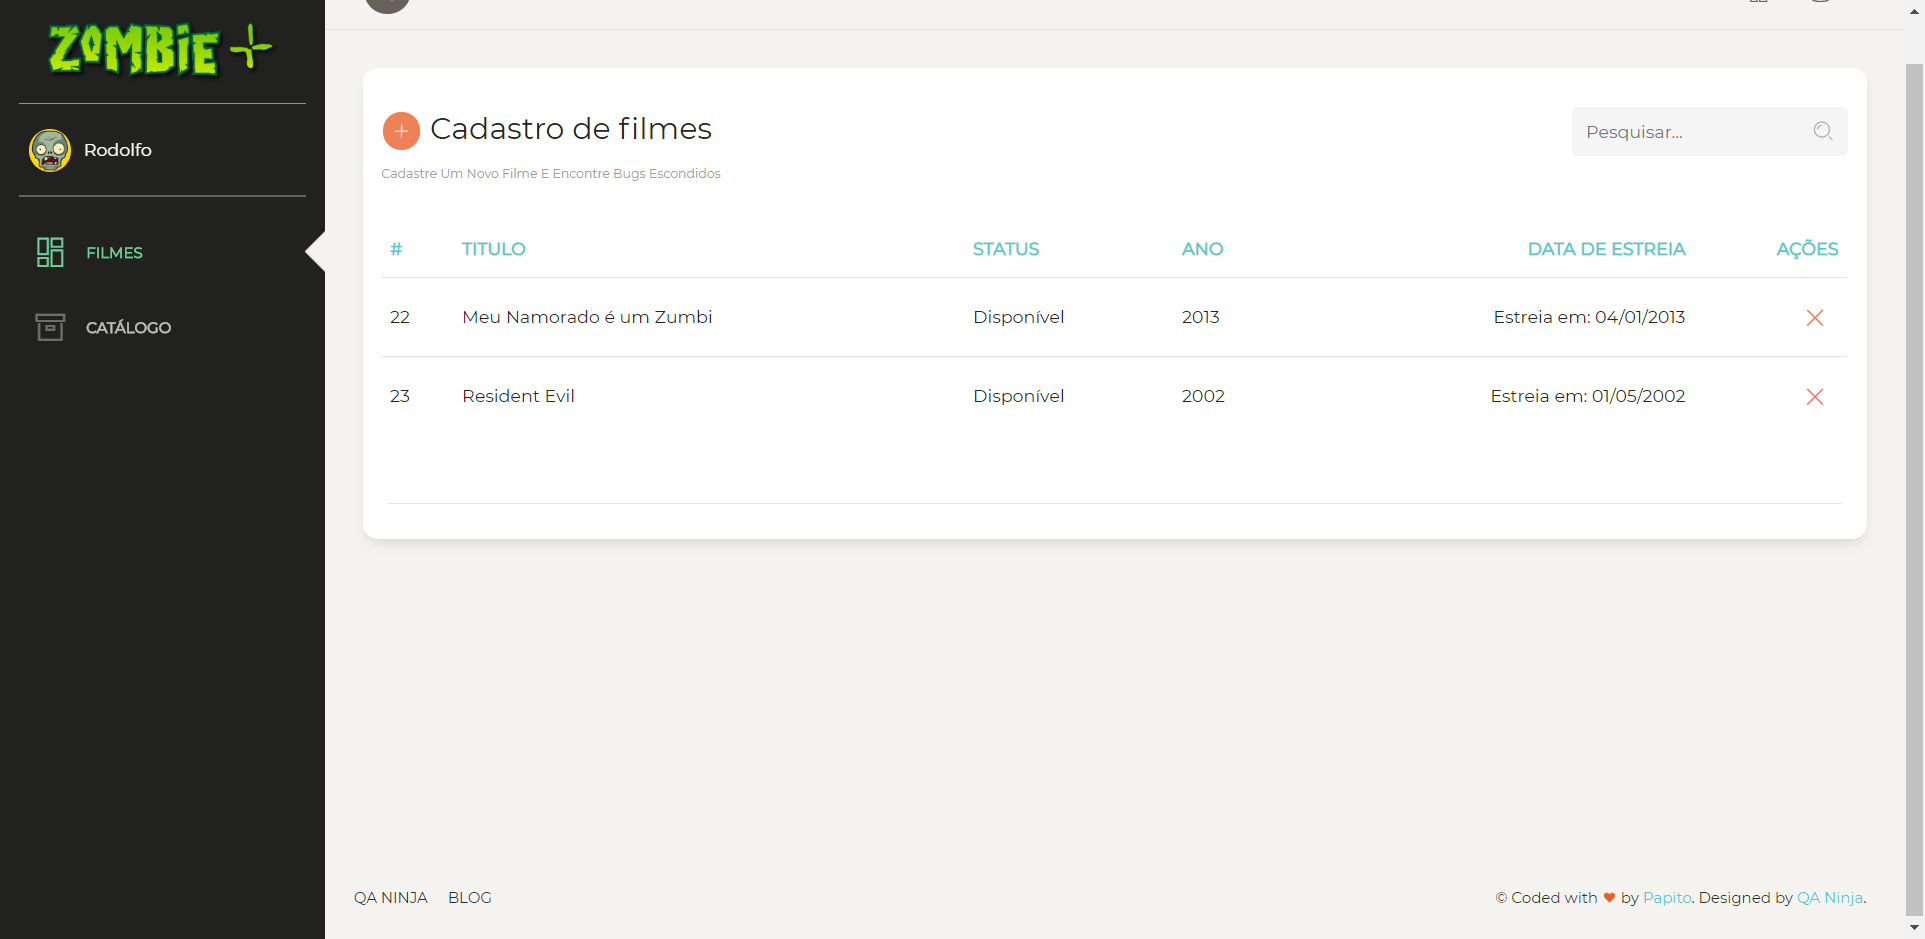 ZOMBIE +
Rodolfo
FILMES
CATÁLOGO
Cadastro de filmes
Pesquisar...
Cadastre Um Novo Filme E Encontre Bugs Escondidos
# TITULO STATUS ANO DATA DE ESTREIA AÇÕES
22 Meu Namorado é um Zumbi Disponível 2013 Estreia em: 04/01/2013
23 Resident Evil Disponível 2002 Estreia em: 01/05/2002
QA NINJA BLOG © Coded with ♥ by Papito. Designed by QA Ninja.